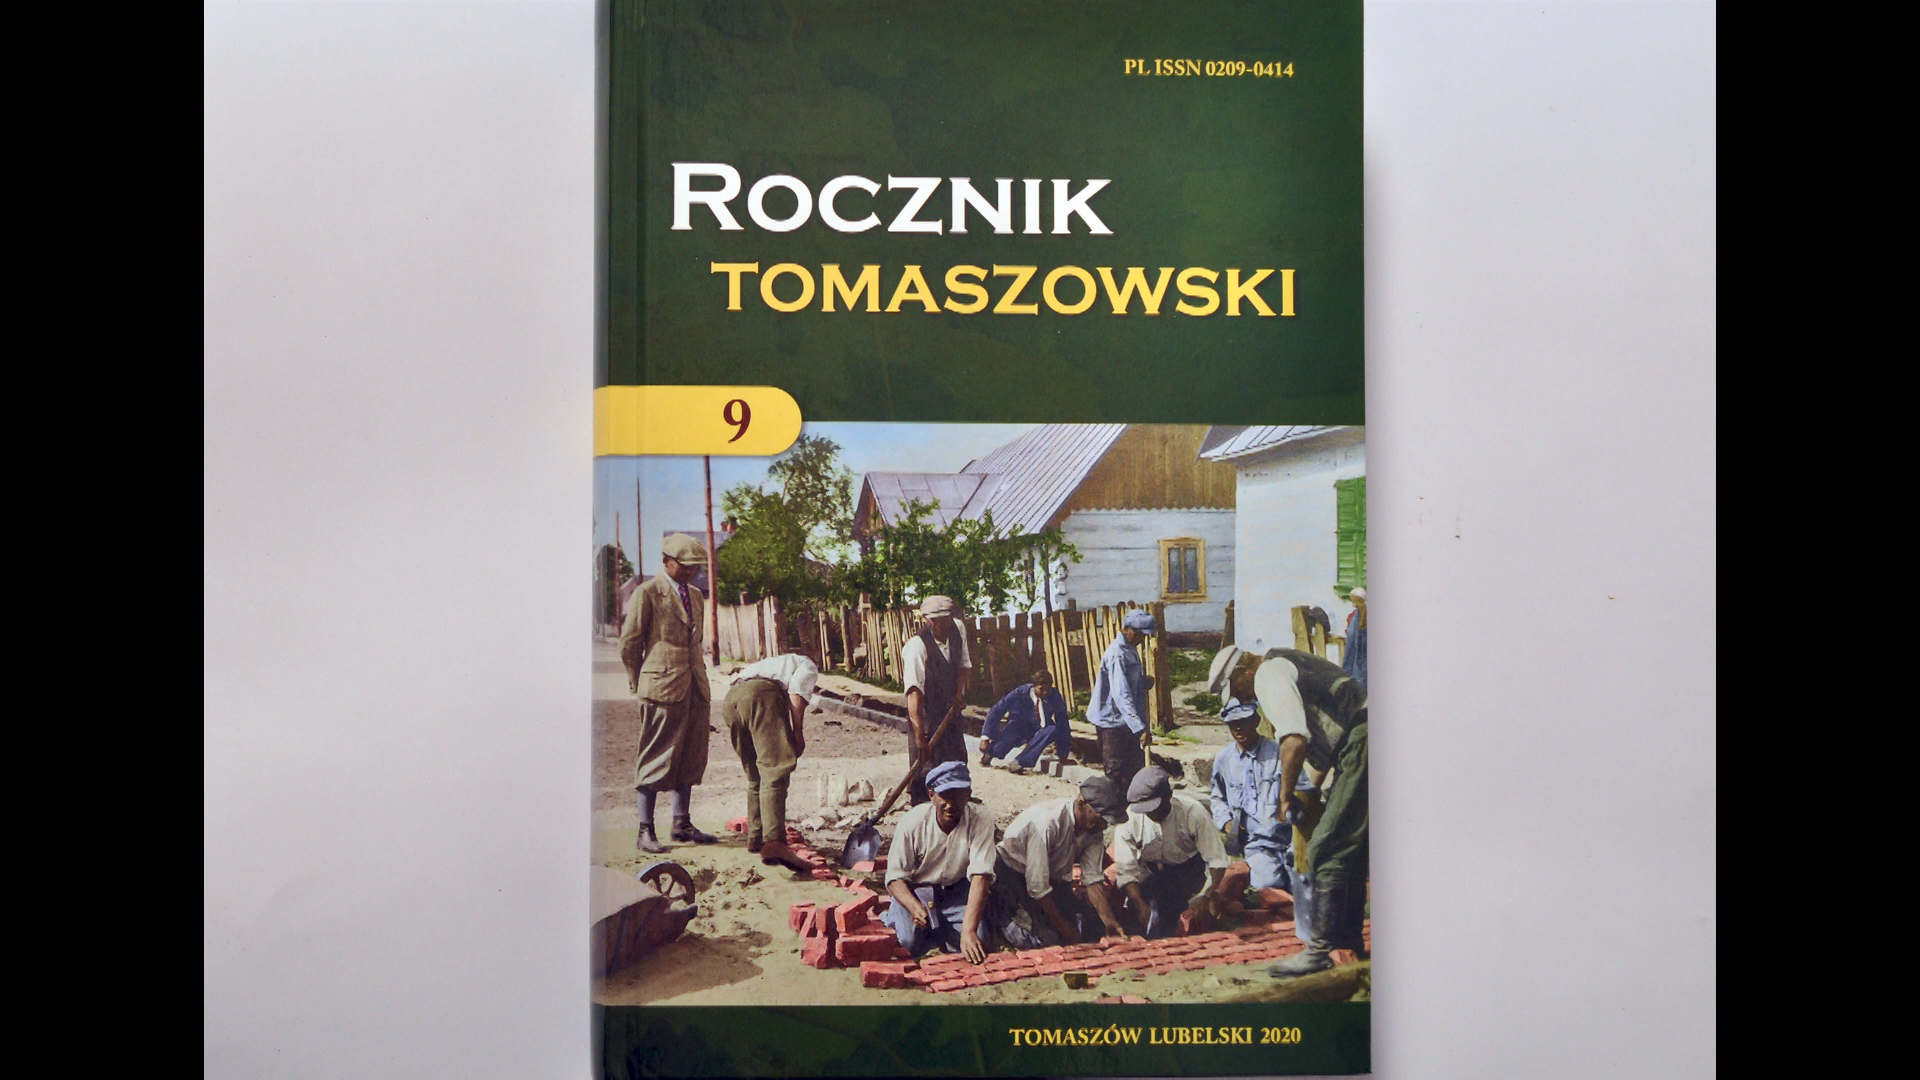 PL ISSN 0209-0414
ROCZNIK
TOMASZOWSKI
9
TOMASZÓW LUBELSKI 2020